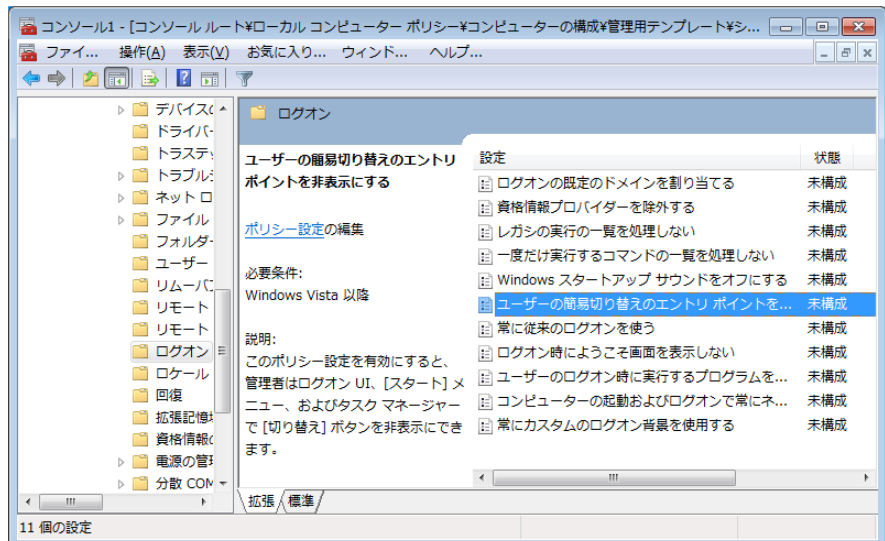 コンソール1 - [コンソール ルート¥ローカル コンピューター ポリシー¥コンピューターの構成¥管理用テンプレート¥シ...
ファイ... 操作(A) 表示(V) お気に入り... ウィンド... ヘルプ...
デバイスの
ドライバー
トラステッ
トラブルシ
ネット ロ
ファイル
フォルダー
ユーザー
リムーバブ
リモート
リモート
ログオン
ロケール
回復
拡張記憶域
資格情報の
電源の管理
分散 COM
ログオン
ユーザーの簡易切り替えのエントリ
ポイントを非表示にする
ポリシー設定の編集
必要条件:
Windows Vista 以降
説明:
このポリシー設定を有効にすると、
管理者はログオン UI、[スタート] メ
ニュー、およびタスク マネージャー
で [切り替え] ボタンを非表示にでき
ます。
設定 状態
ログオンの既定のドメインを割り当てる 未構成
資格情報プロバイダーを除外する 未構成
レガシの実行の一覧を処理しない 未構成
一度だけ実行するコマンドの一覧を処理しない 未構成
Windows スタートアップ サウンドをオフにする 未構成
ユーザーの簡易切り替えのエントリ ポイントを... 未構成
常に従来のログオンを使う 未構成
ログオン時にようこそ画面を表示しない 未構成
ユーザーのログオン時に実行するプログラムを... 未構成
コンピューターの起動およびログオンで常にネ... 未構成
常にカスタムのログオン背景を使用する 未構成
拡張 標準
11 個の設定